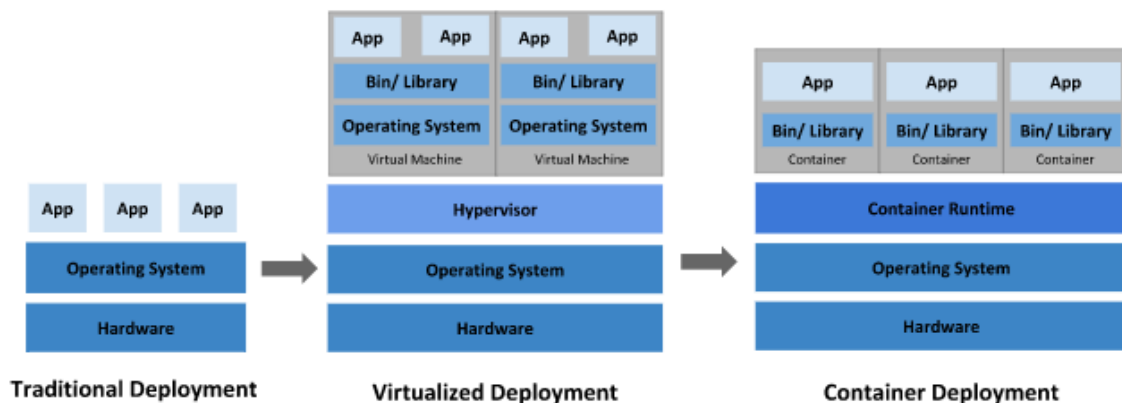 App App App
Operating System
Hardware
Traditional Deployment
App App App App
Bin/ Library Bin/ Library
Operating System Operating System
Virtual Machine Virtual Machine
Hypervisor
Operating System
Hardware
Virtualized Deployment
App App App
Bin/ Library Bin/ Library Bin/ Library
Container Container Container
Container Runtime
Operating System
Hardware
Container Deployment